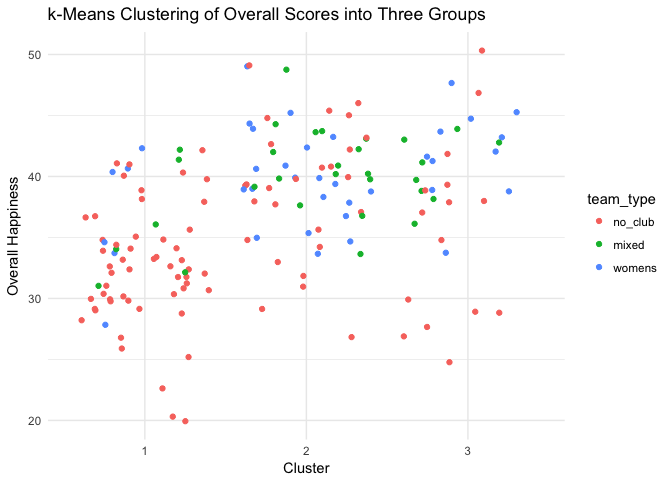 k-Means Clustering of Overall Scores into Three Groups
50
40
30
20
Overall Happiness
1 2 3
Cluster
team_type
no_club
mixed
womens